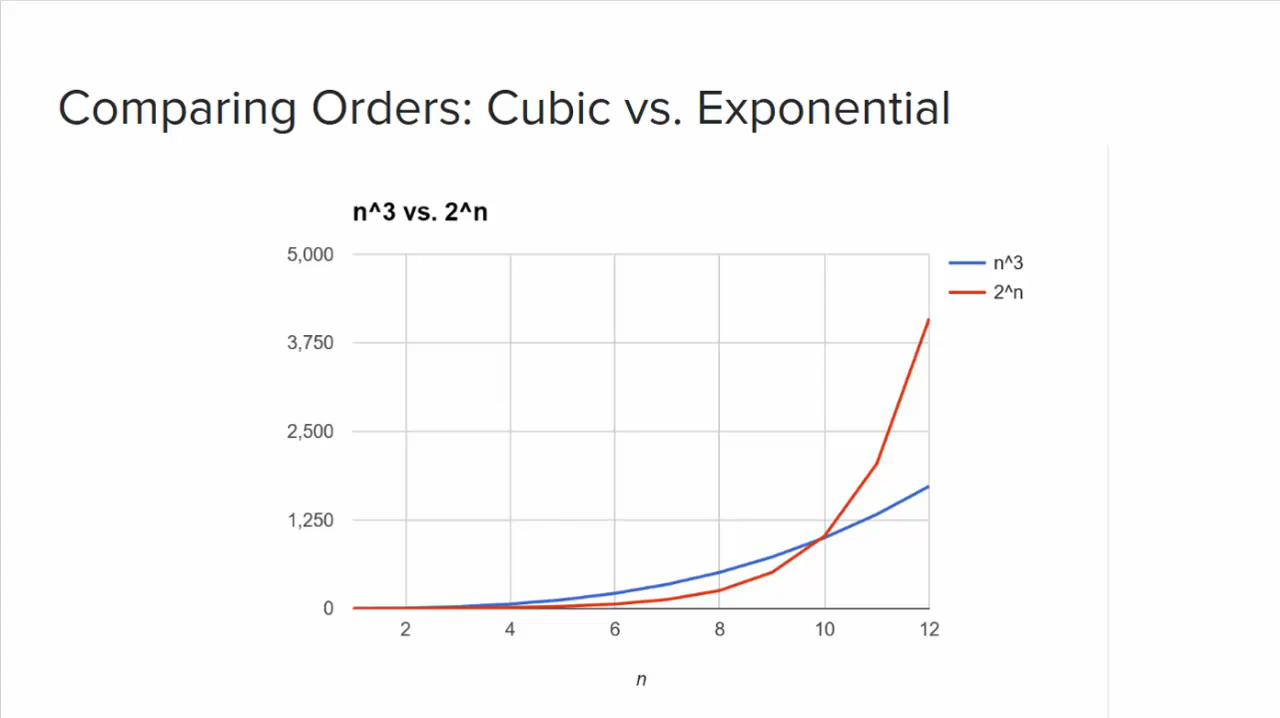 Comparing Orders: Cubic vs. Exponential
n^3 vs. 2^n
5,000
3,750
2,500
1,250
0
n^3
2^n
2 4 6 8 10 12
n